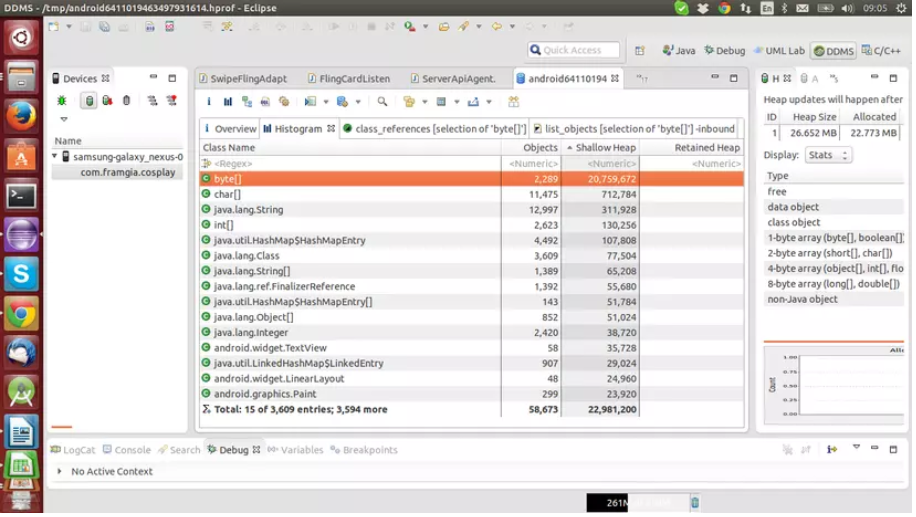 DDMS - /tmp/android6411019463497931614.hprof - Eclipse
En
09:05
Quick Access
Java
Debug
UML Lab
DDMS
C/C++
Devices
SwipeFlingAdapt
FlingCardListen
ServerApiAgent.
android64110194
H
A
Overview
Histogram
class_references [selection of 'byte[]']
list_objects [selection of 'byte[]'] -inbound
Name
samsung-galaxy_nexus-0
com.framgia.cosplay
Class Name Objects Shallow Heap Retained Heap
<Regex> <Numeric> <Numeric> <Numeric>
byte[] 2,289 20,759,672
char[] 11,475 712,784
java.lang.String 12,997 311,928
int[] 2,623 130,256
java.util.HashMap$HashMapEntry 4,492 107,808
java.lang.Class 3,609 77,504
java.lang.String[] 1,389 65,208
java.lang.ref.FinalizerReference 1,392 55,680
java.util.HashMap$HashMapEntry[] 143 51,784
java.lang.Object[] 852 51,024
java.lang.Integer 2,420 38,720
android.widget.TextView 58 35,728
java.util.LinkedHashMap$LinkedEntry 907 29,024
android.widget.LinearLayout 48 24,960
android.graphics.Paint 299 23,920
Total: 15 of 3,609 entries; 3,594 more 58,673 22,981,200
Heap updates will happen after
ID Heap Size Allocated
1 26.652 MB 22.773 MB
Display: Stats
Type
free
data object
class object
1-byte array (byte[], boolean[]
2-byte array (short[], char[])
4-byte array (object[], int[], flo
8-byte array (long[], double[])
non-Java object
All
Count
1.00
0.75
0.50
0.25
0.00
LogCat
Console
Search
Debug
Variables
Breakpoints
No Active Context